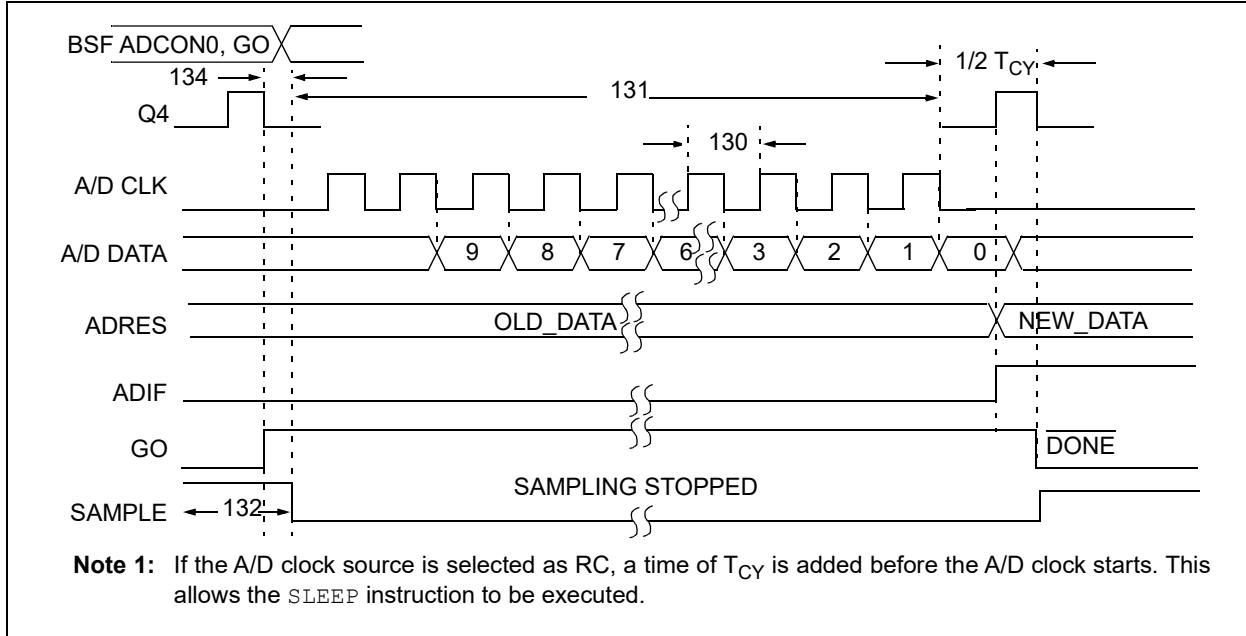 BSF ADCON0, GO
134
1/2 TCY
131
Q4
130
A/D CLK
A/D DATA
9 8 7 6 3 2 1 0
ADRES
OLD_DATA
NEW_DATA
ADIF
GO
DONE
SAMPLING STOPPED
SAMPLE
132
Note 1: If the A/D clock source is selected as RC, a time of TCY is added before the A/D clock starts. This
allows the SLEEP instruction to be executed.